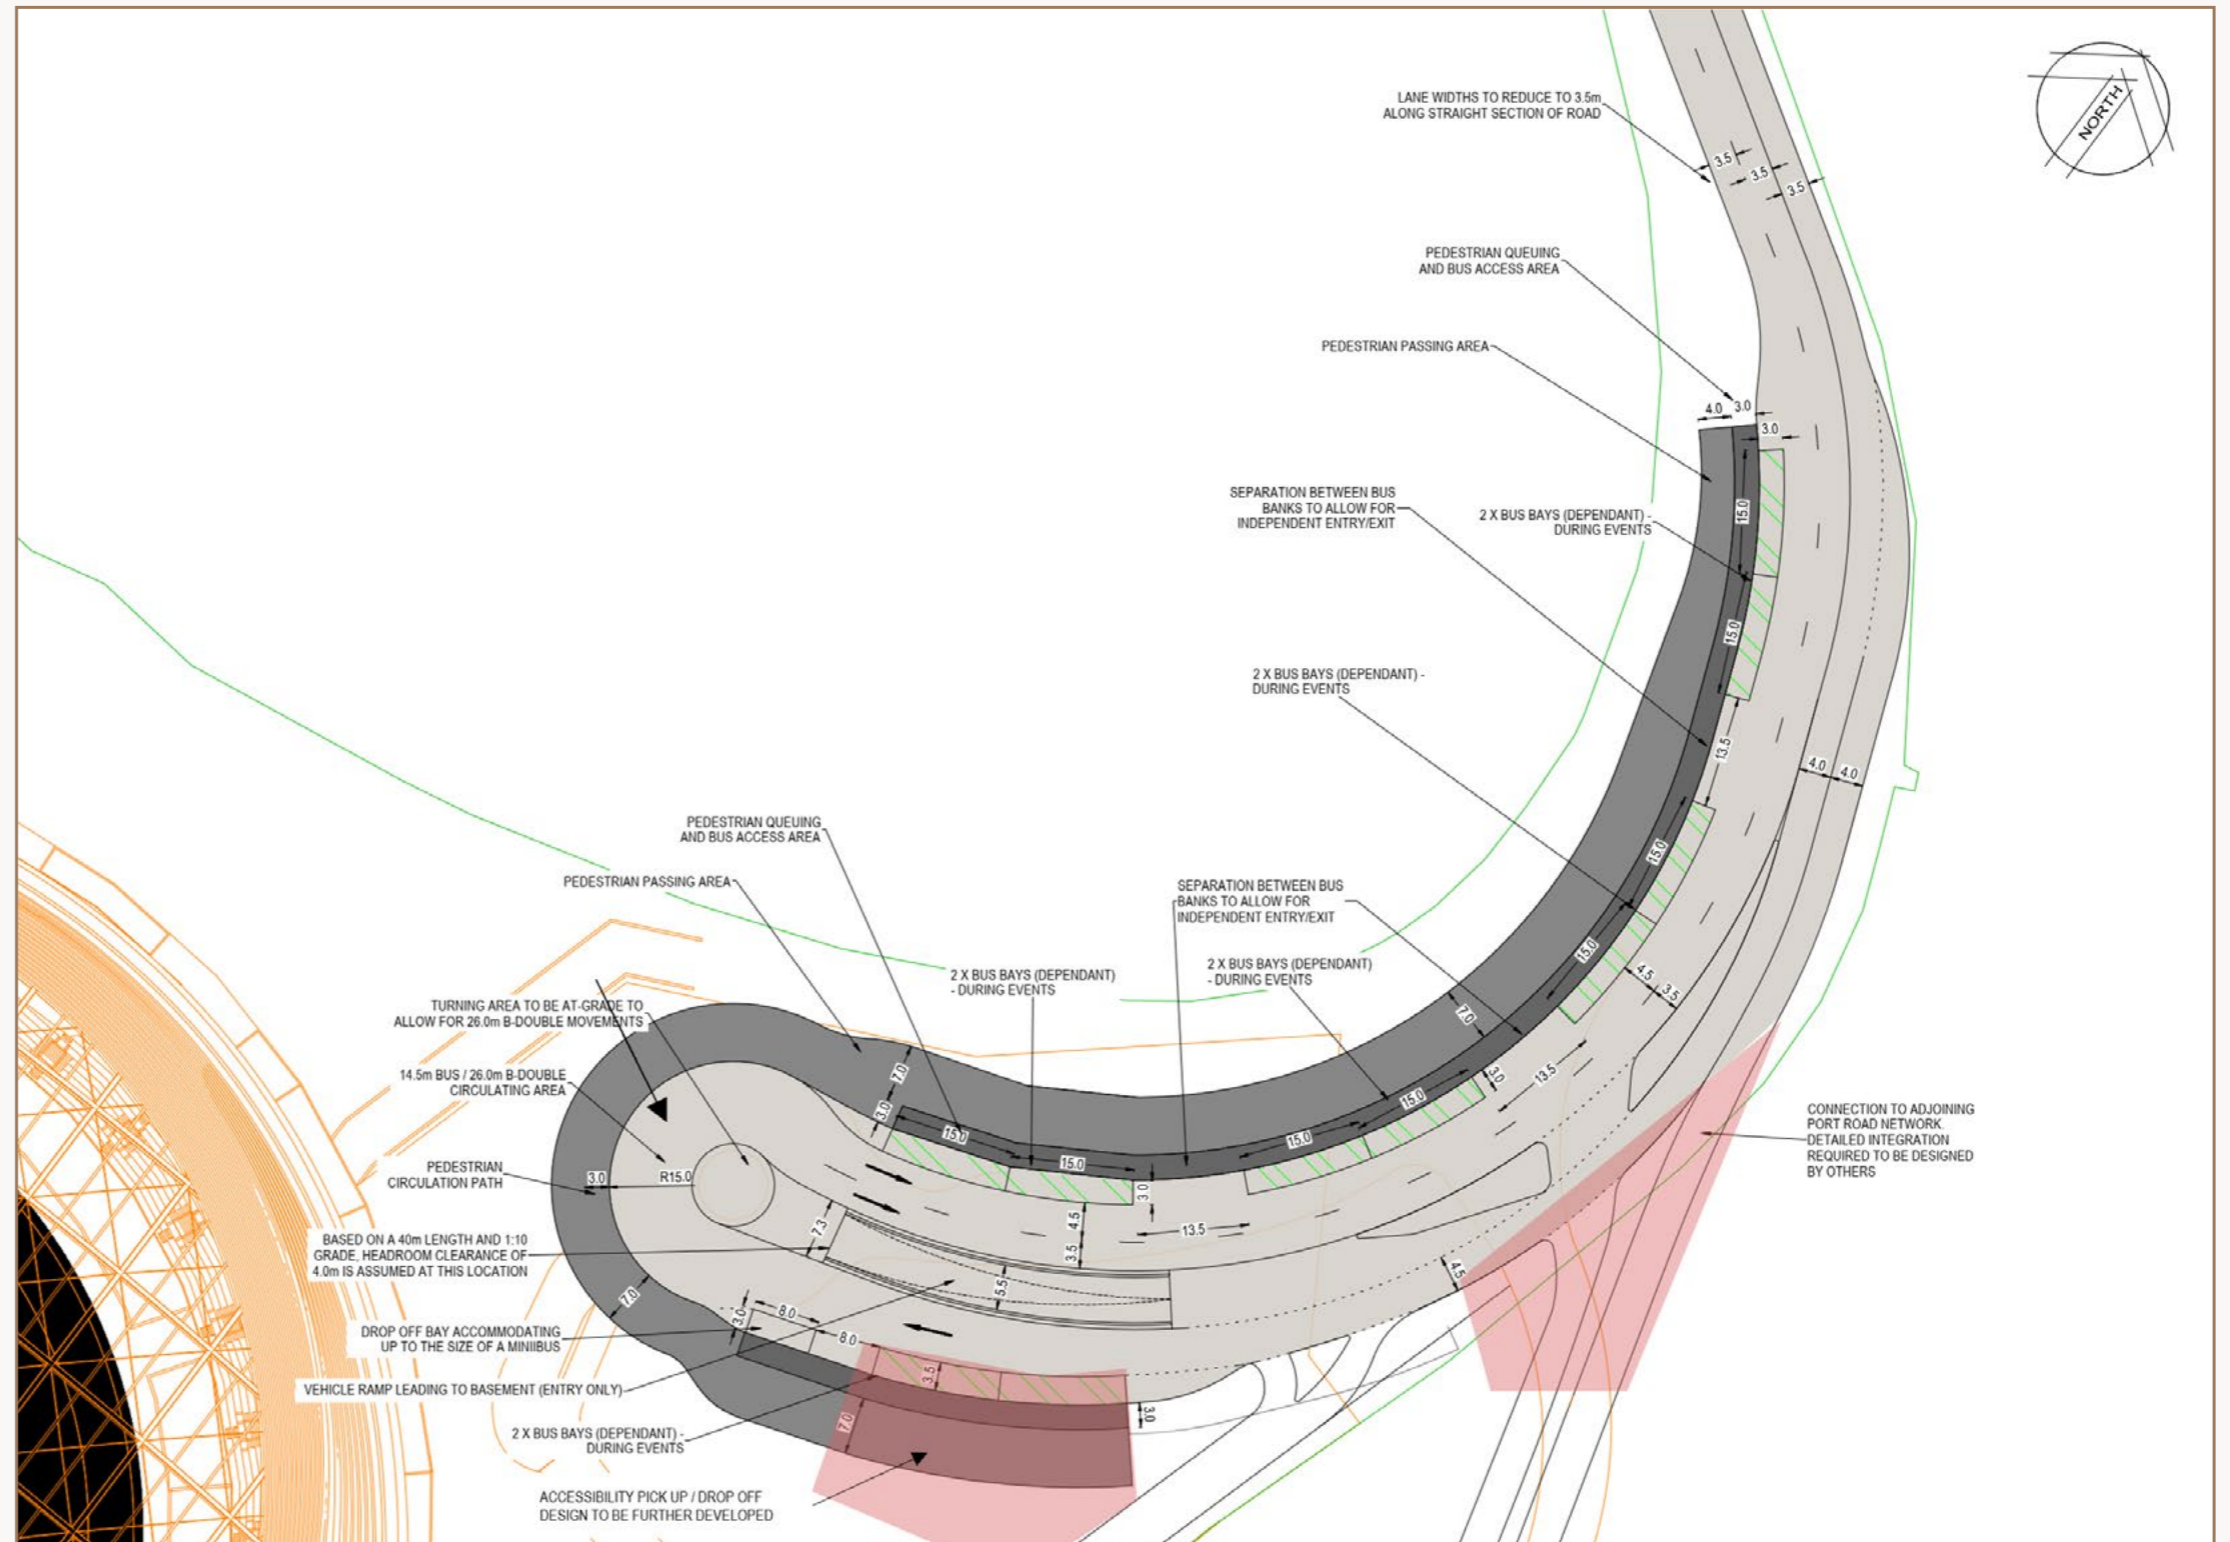 NORTH
LANE WIDTHS TO REDUCE TO 3.5m
ALONG STRAIGHT SECTION OF ROAD
3.5
3.5
3.5
PEDESTRIAN QUEUING
AND BUS ACCESS AREA
PEDESTRIAN PASSING AREA
4.0
3.0
3.0
SEPARATION BETWEEN BUS
BANKS TO ALLOW FOR
INDEPENDENT ENTRY/EXIT
2 X BUS BAYS (DEPENDANT) -
DURING EVENTS
15.0
15.0
2 X BUS BAYS (DEPENDANT) -
DURING EVENTS
13.5
4.0
4.0
PEDESTRIAN QUEUING
AND BUS ACCESS AREA
15.0
PEDESTRIAN PASSING AREA
SEPARATION BETWEEN BUS
BANKS TO ALLOW FOR
INDEPENDENT ENTRY/EXIT
15.0
2 X BUS BAYS (DEPENDANT)
- DURING EVENTS
2 X BUS BAYS (DEPENDANT)
- DURING EVENTS
4.5
3.5
TURNING AREA TO BE AT-GRADE TO
ALLOW FOR 26.0m B-DOUBLE MOVEMENTS
7.0
14.5m BUS / 26.0m B-DOUBLE
CIRCULATING AREA
7.0
3.0
13.5
3.0
15.0
15.0
15.0
15.0
CONNECTION TO ADJOINING
PORT ROAD NETWORK.
DETAILED INTEGRATION
REQUIRED TO BE DESIGNED
BY OTHERS
PEDESTRIAN
CIRCULATION PATH
3.0
R15.0
3.0
7.3
4.5
13.5
BASED ON A 40m LENGTH AND 1:10
GRADE, HEADROOM CLEARANCE OF
4.0m IS ASSUMED AT THIS LOCATION
3.5
4.5
5.5
7.0
DROP OFF BAY ACCOMMODATING
UP TO THE SIZE OF A MINIBUS
3.0
8.0
8.0
VEHICLE RAMP LEADING TO BASEMENT (ENTRY ONLY)
3.5
7.0
3.0
2 X BUS BAYS (DEPENDANT) -
DURING EVENTS
ACCESSIBILITY PICK UP / DROP OFF
DESIGN TO BE FURTHER DEVELOPED